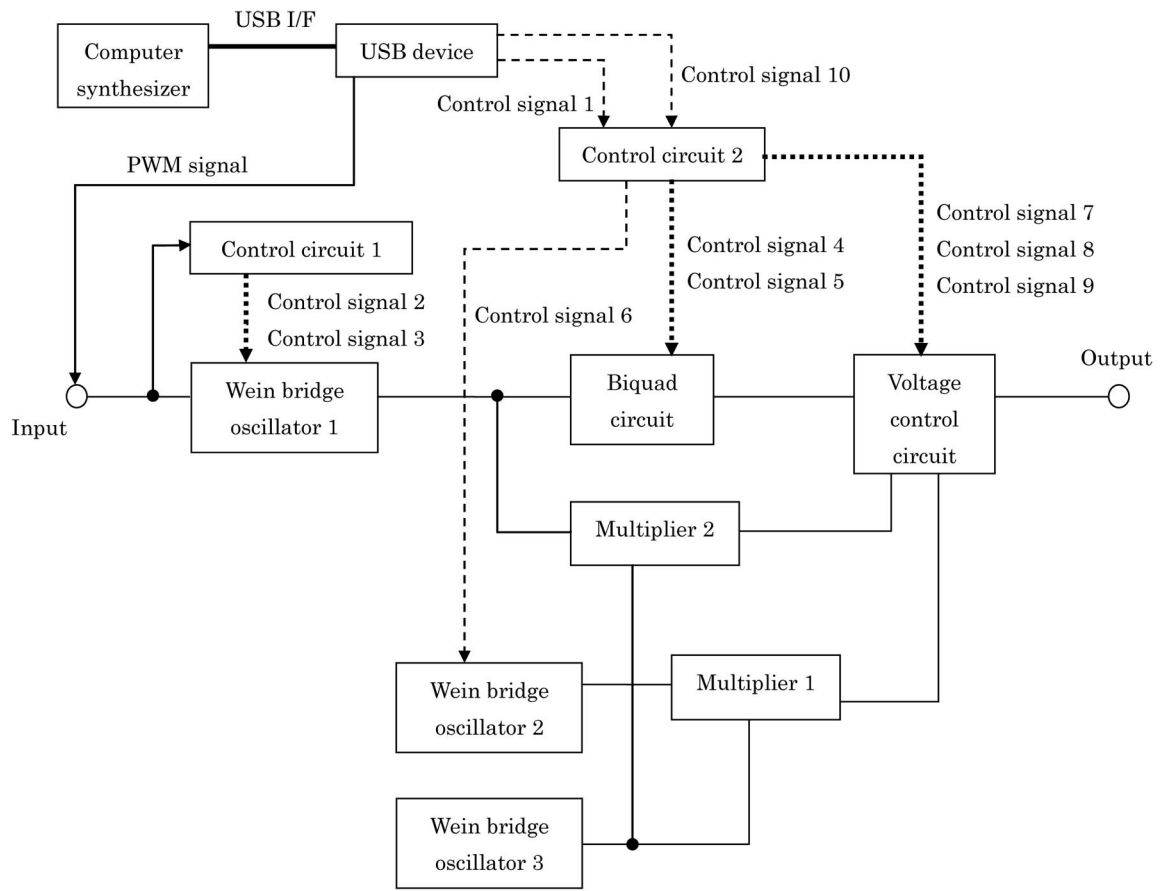 USB I/F
Computer
synthesizer
USB device
Control signal 10
Control signal 1
Control circuit 2
PWM signal
Control signal 7
Control signal 8
Control signal 9
Control circuit 1
Control signal 4
Control signal 5
Control signal 2
Control signal 3
Control signal 6
Output
Input
Wein bridge
oscillator 1
Biquad
circuit
Voltage
control
circuit
Multiplier 2
Wein bridge
oscillator 2
Multiplier 1
Wein bridge
oscillator 3